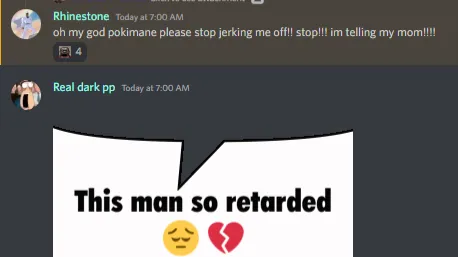 Rhinestone Today at 7:00 AM
oh my god pokimane please stop jerking me off!! stop!!! im telling my mom!!!!
4
Real dark pp Today at 7:00 AM
This man so retarded